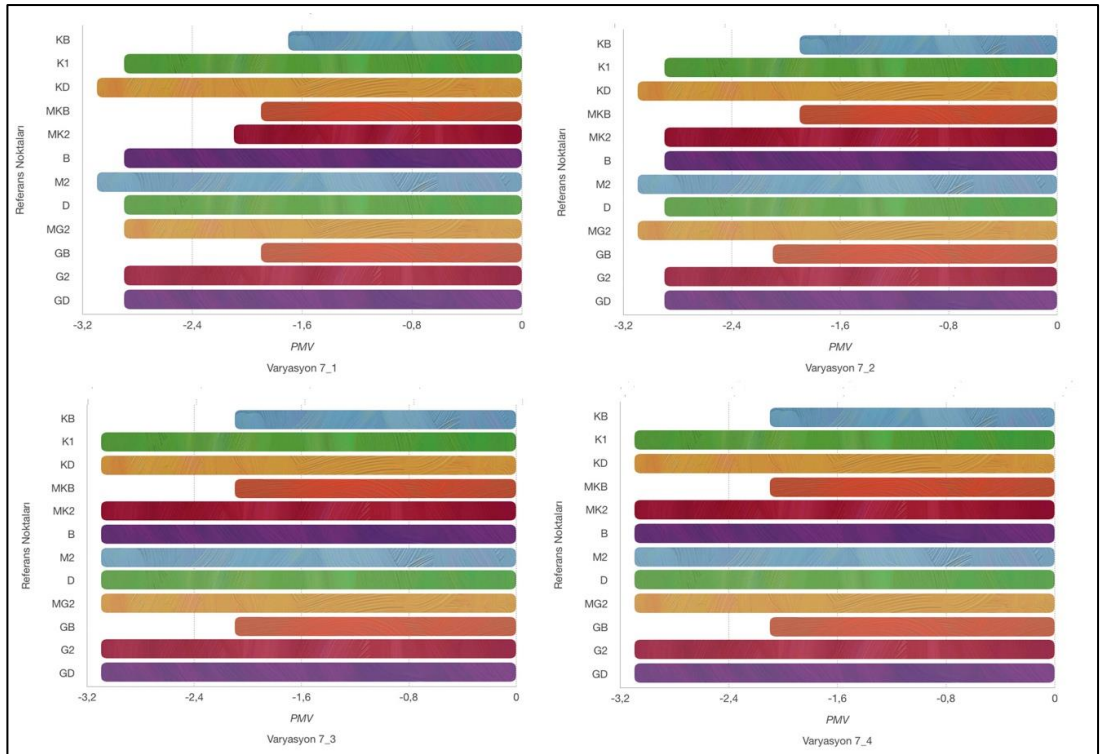 Referans Noktaları
KB
K1
KD
MKB
MK2
B
M2
D
MG2
GB
G2
GD
-3,2 -2,4 -1,6 -0,8 0
PMV
Varyasyon 7_1
Referans Noktaları
KB
K1
KD
MKB
MK2
B
M2
D
MG2
GB
G2
GD
-3,2 -2,4 -1,6 -0,8 0
PMV
Varyasyon 7_2
Referans Noktaları
KB
K1
KD
MKB
MK2
B
M2
D
MG2
GB
G2
GD
-3,2 -2,4 -1,6 -0,8 0
PMV
Varyasyon 7_3
Referans Noktaları
KB
K1
KD
MKB
MK2
B
M2
D
MG2
GB
G2
GD
-3,2 -2,4 -1,6 -0,8 0
PMV
Varyasyon 7_4